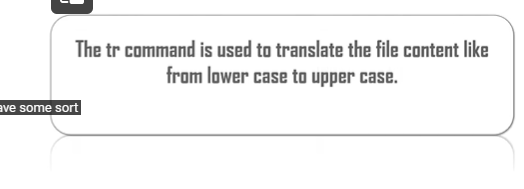 The tr command is used to translate the file content like
from lower case to upper case.
ave some sort